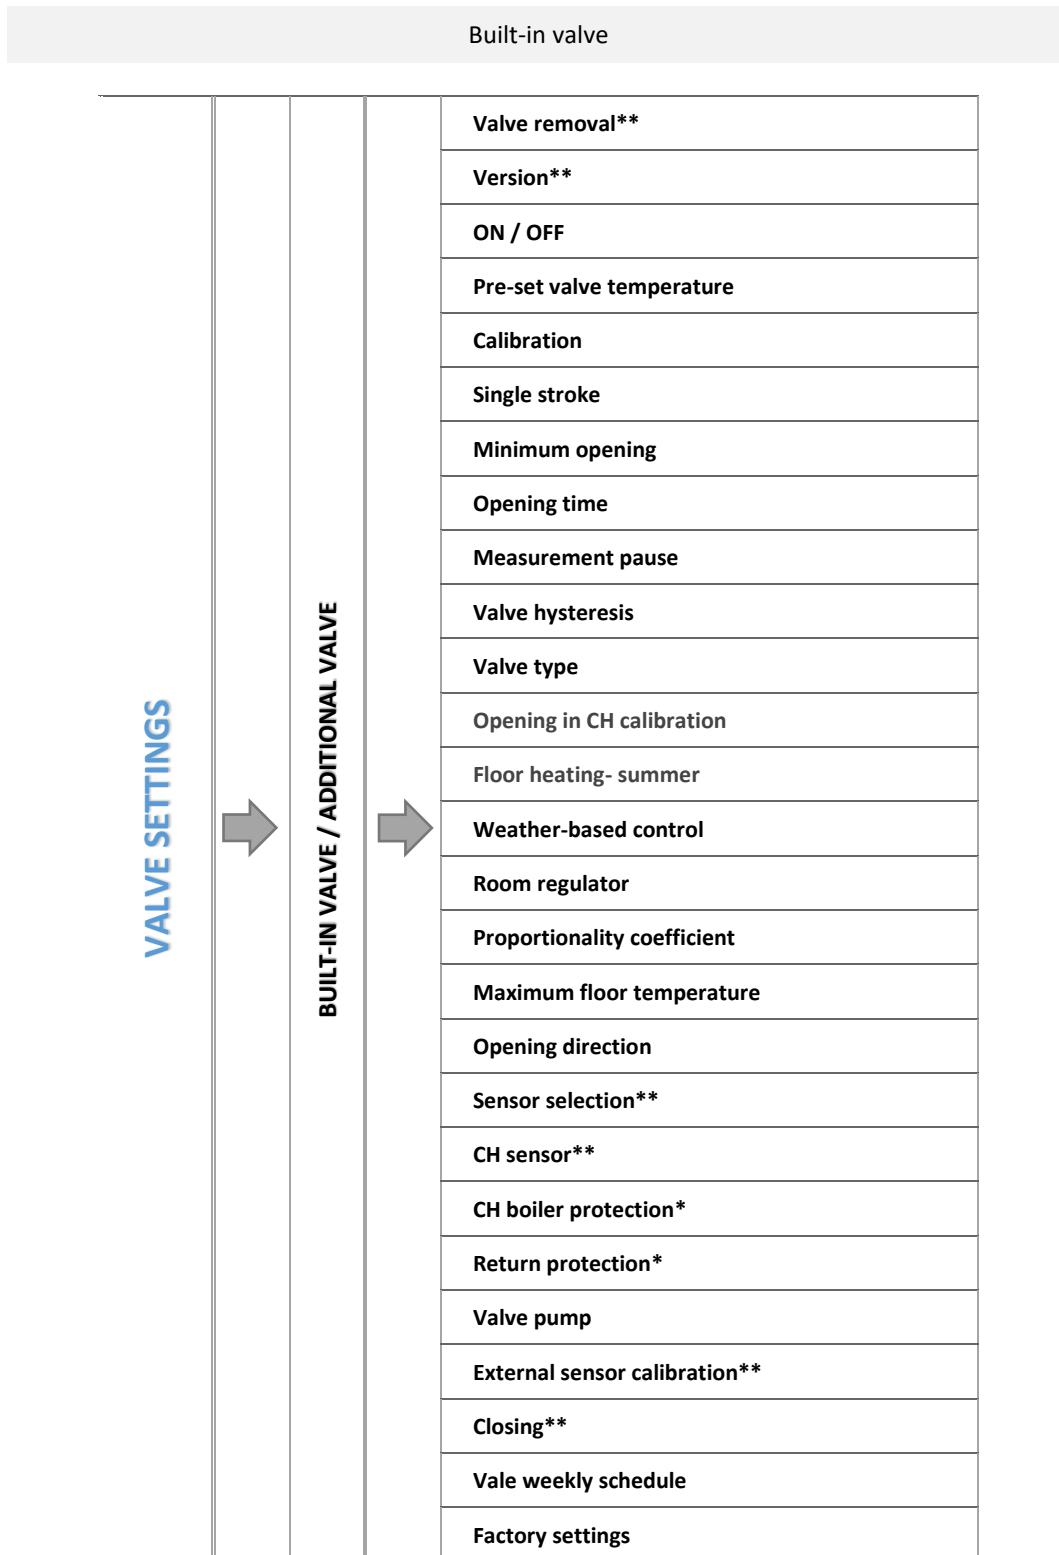 Built-in valve
VALVE SETTINGS
BUILT-IN VALVE / ADDITIONAL VALVE
Valve removal**
Version**
ON / OFF
Pre-set valve temperature
Calibration
Single stroke
Minimum opening
Opening time
Measurement pause
Valve hysteresis
Valve type
Opening in CH calibration
Floor heating- summer
Weather-based control
Room regulator
Proportionality coefficient
Maximum floor temperature
Opening direction
Sensor selection**
CH sensor**
CH boiler protection*
Return protection*
Valve pump
External sensor calibration**
Closing**
Vale weekly schedule
Factory settings